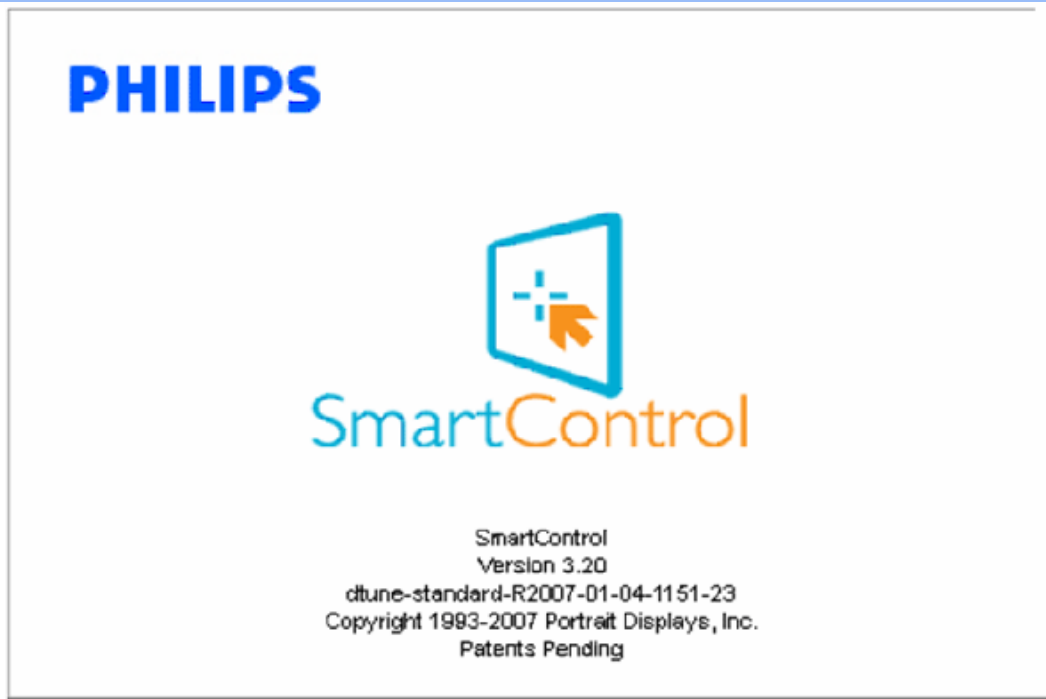 PHILIPS
SmartControl
SmartControl
Version 3.20
dtune-standard-R2007-01-04-1151-23
Copyright 1993-2007 Portrait Displays, Inc.
Patents Pending